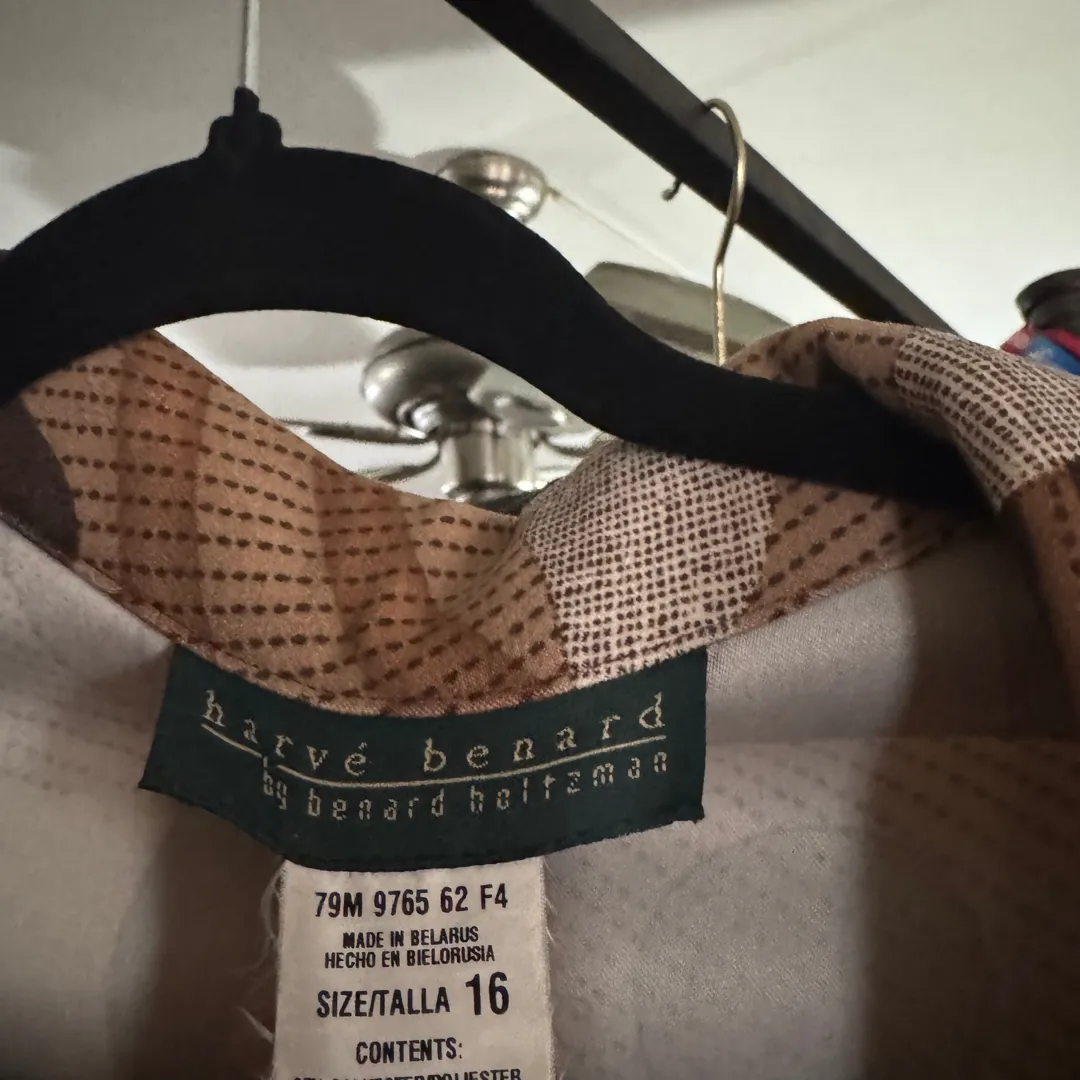 harvé benard
by benard holtzman
79M 9765 62 F4
MADE IN BELARUS
HECHO EN BIELORUSIA
SIZE/TALLA 16
CONTENTS: